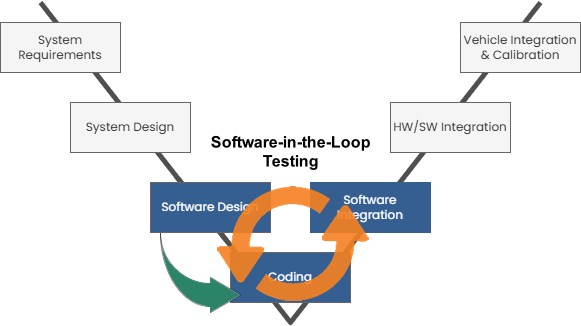 System
Requirements
Vehicle Integration
& Calibration
System Design
HW/SW Integration
Software-in-the-Loop
Testing
Software Design
Software
Integration
Coding